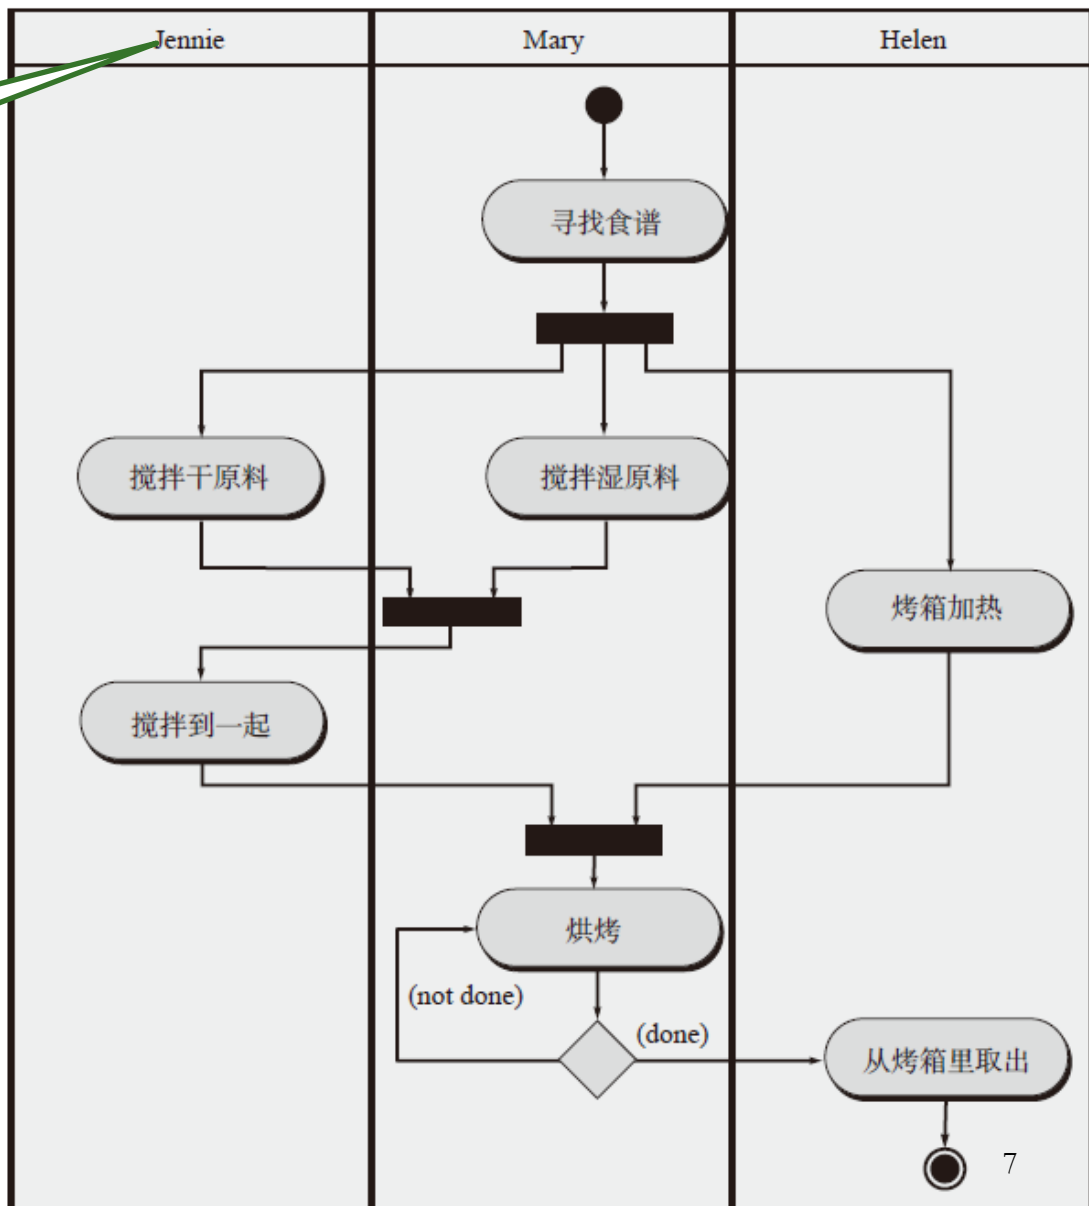 Jennie
Mary
Helen
寻找食谱
搅拌干原料
搅拌湿原料
烤箱加热
搅拌到一起
烘烤
(not done)
(done)
从烤箱里取出
7